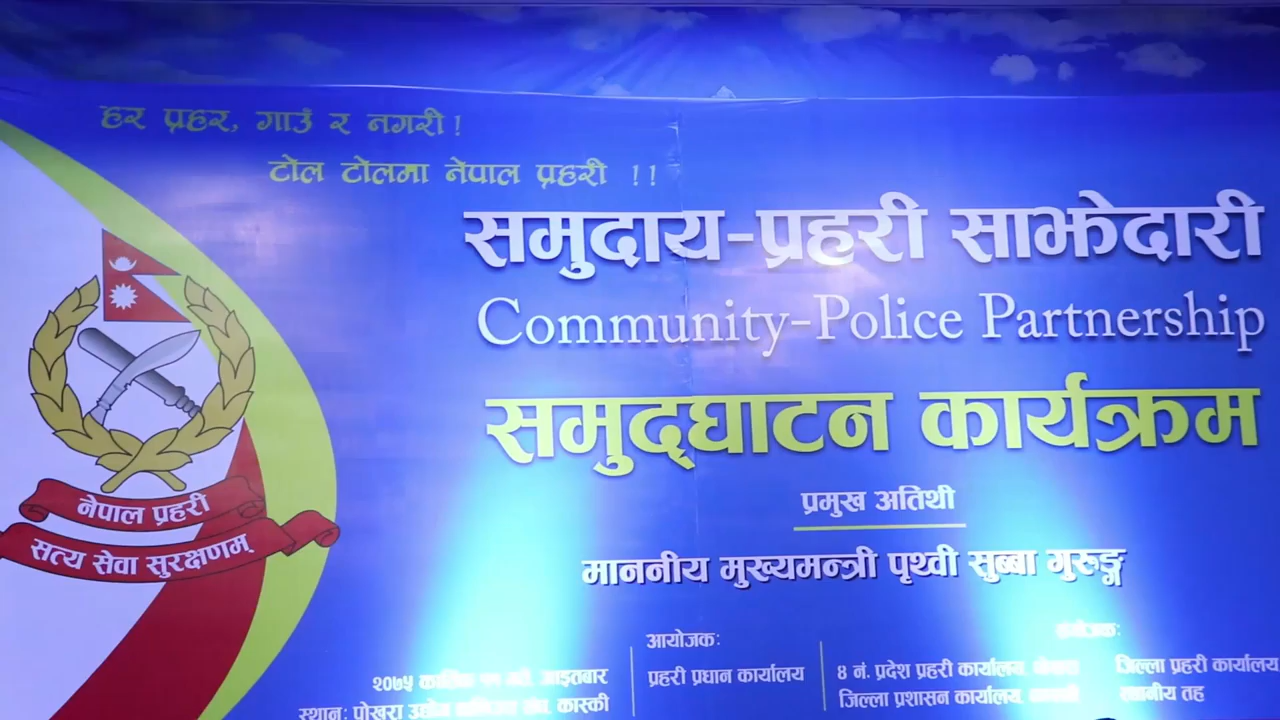 हर प्रहर, गाउँ र नगरी !
टोल टोलमा नेपाल प्रहरी !!
समुदाय-प्रहरी साझेदारी
Community-Police Partnership
समुद्घाटन कार्यक्रम
प्रमुख अतिथी
माननीय मुख्यमन्त्री पृथ्वी सुब्बा गुरुङ्ग
नेपाल प्रहरी
सत्य सेवा सुरक्षणम्
२०७५ आइतबार
स्थान: पोखरा उद्योग कास्की
आयोजक:
प्रहरी प्रधान कार्यालय
४ नं. प्रदेश प्रहरी कार्यालय,
जिल्ला प्रशासन कार्यालय,
जिल्ला प्रहरी कार्यालय
स्थानीय तह